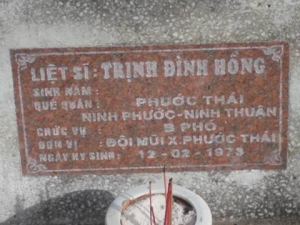 LIỆT SĨ : TRỊNH ĐÌNH HỒNG
SINH NĂM :
QUÊ QUÁN : PHƯỚC THÁI
NINH PHƯỚC-NINH THUẬN
CHỨC VỤ : B PHÓ
ĐƠN VỊ : ĐỘI MŨI X. PHƯỚC THÁI
NGÀY HY SINH : 12-02-1973